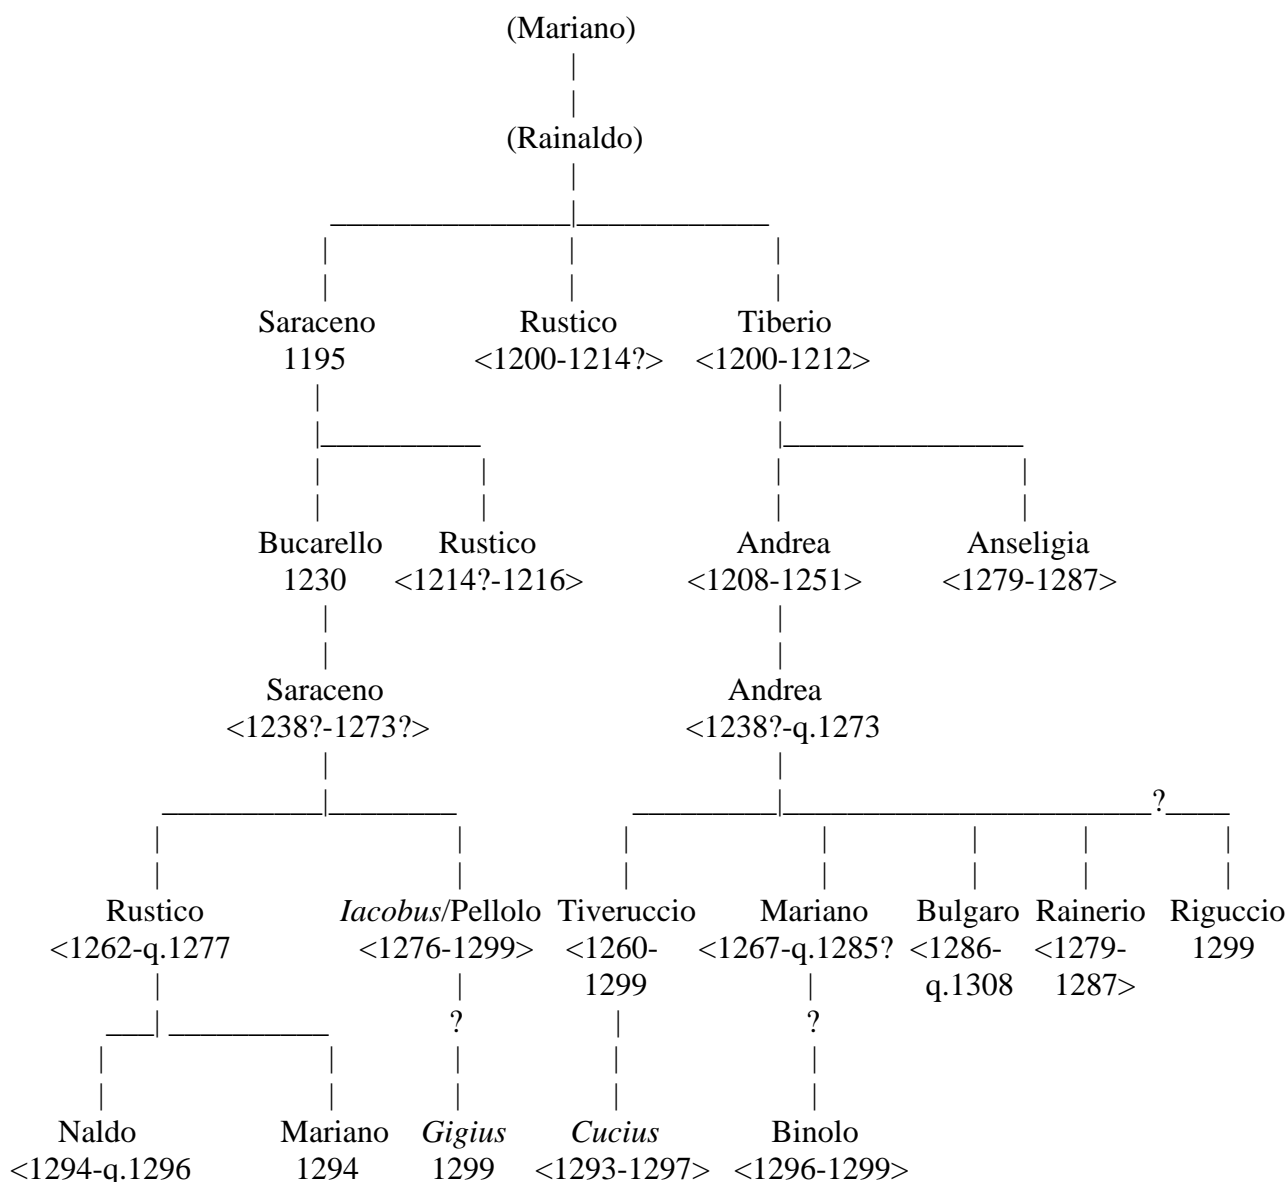 (Mariano)
(Rainaldo)
Saraceno Rustico Tiberio
1195 <1200-1214?> <1200-1212>
Bucarello Rustico Andrea Anseligia
1230 <1214?-1216> <1208-1251> <1279-1287>
Saraceno Andrea
<1238?-1273?> <1238?-q.1273
?
Rustico Iacobus/Pellolo Tiveruccio Mariano Bulgaro Rainerio Riguccio
<1262-q.1277 <1276-1299> <1260- <1267-q.1285? <1286- <1279- 1299
1299 q.1308 1287>
? ?
Naldo Mariano Gigius Cucius Binolo
<1294-q.1296 1294 1299 <1293-1297> <1296-1299>